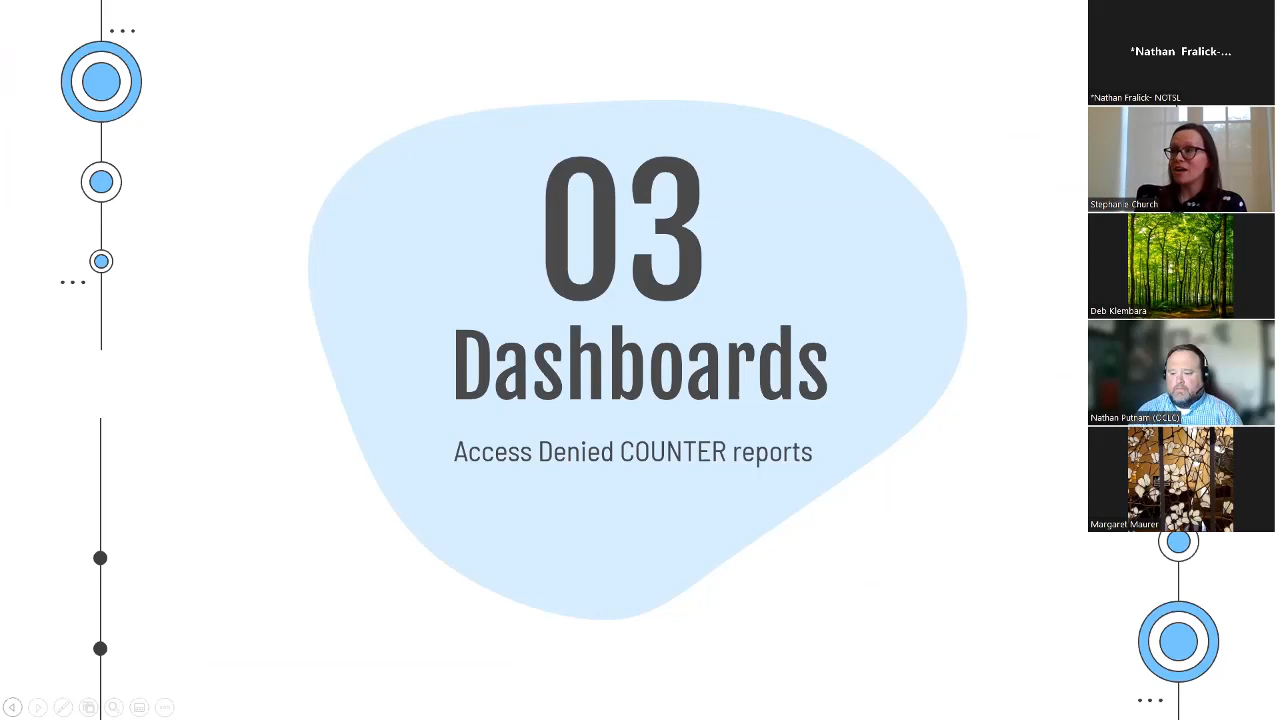 03
Dashboards
Access Denied COUNTER reports
*Nathan Fralick-...
*Nathan Fralick- NOTSL
Stephanie Church
Deb Klembara
Nathan Putnam (OCLC)
Margaret Maurer